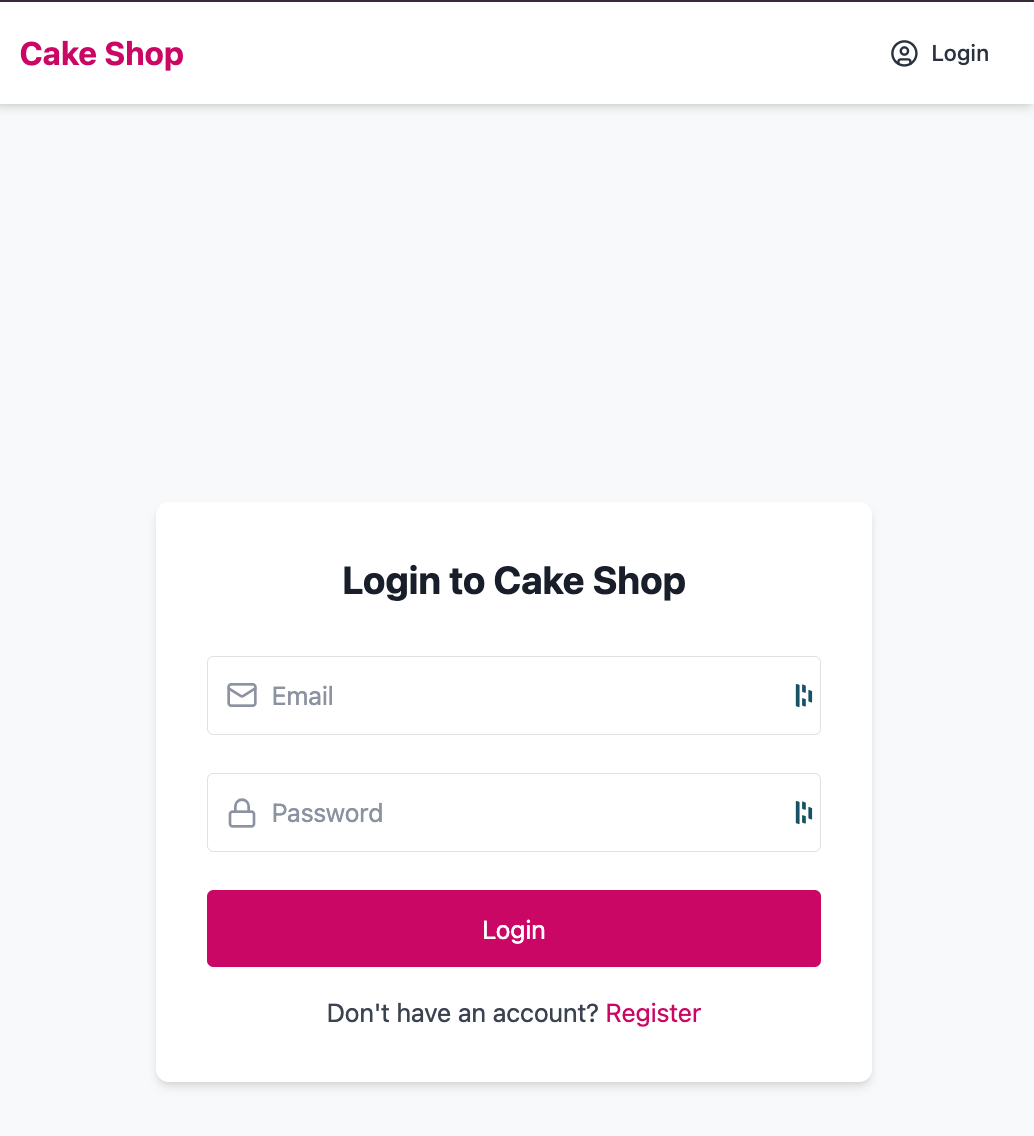 Cake Shop
Login
Login to Cake Shop
Email
Password
Login
Don't have an account? Register